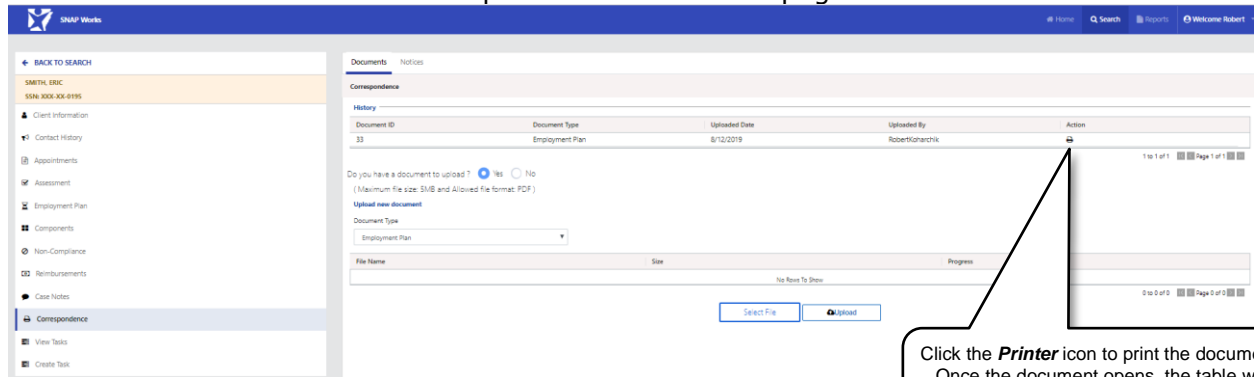 SNAP Works
Home Search Reports Welcome Robert
BACK TO SEARCH
SMITH, ERIC
SSN: XXX-XX-0195
Client Information
Contact History
Appointments
Assessment
Employment Plan
Components
Non-Compliance
Reimbursements
Case Notes
Correspondence
View Tasks
Create Task
Documents Notices
Correspondence
History
Document ID Document Type Uploaded Date Uploaded By Action
33 Employment Plan 8/12/2019 RobertKoharchik
1 to 1 of 1 Page 1 of 1
Do you have a document to upload ? Yes No
( Maximum file size: 5MB and Allowed file format: PDF )
Upload new document
Document Type
Employment Plan
File Name Size Progress
No Rows To Show
0 to 0 of 0 Page 0 of 0
Select File Upload
Click the Printer icon to print the docume
Once the document opens, the table w